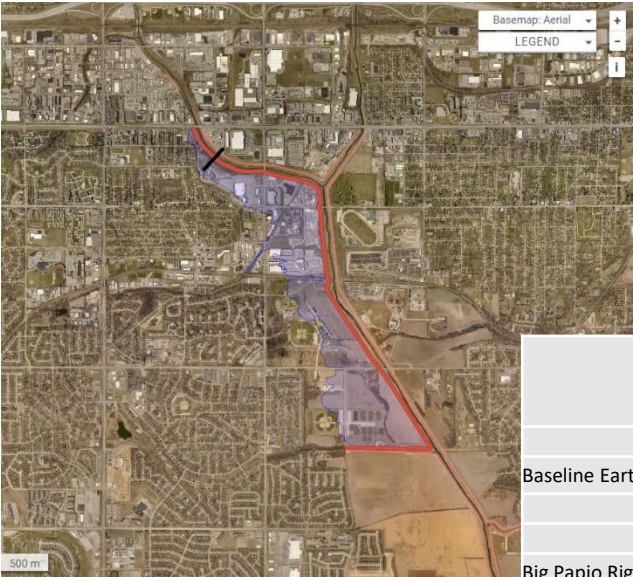 Basemap: Aerial
LEGEND
+
−
i
500 m
Baseline Eart
Big Papio Rig